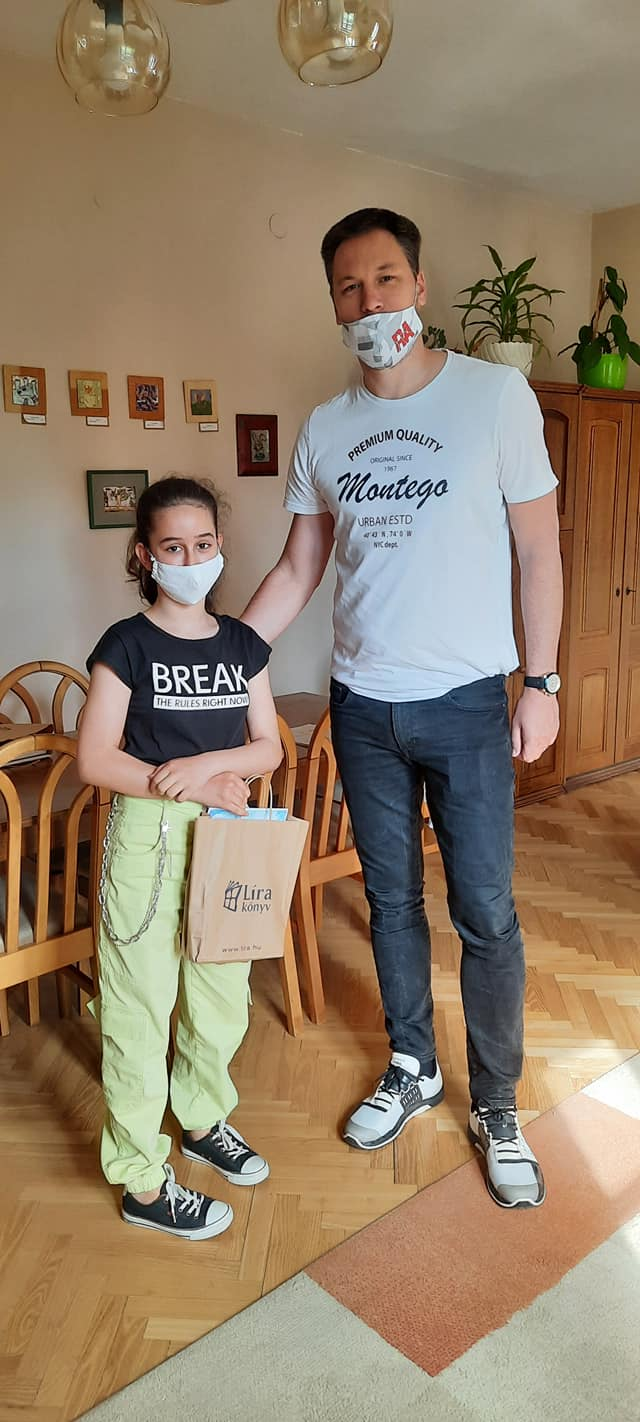 RA
PREMIUM QUALITY
ORIGINAL SINCE
1967
Montego
URBAN ESTD
40° 43' N, 74° 0' W
NYC dept.
BREAK
THE RULES RIGHT NOW
Líra
könyv
www.lira.hu